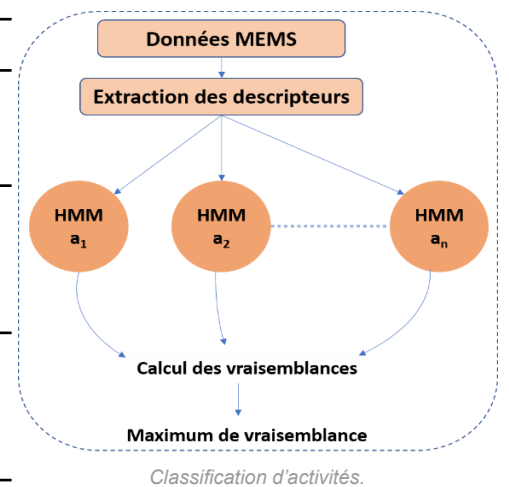 Données MEMS
Extraction des descripteurs
HMM
a1
HMM
a2
HMM
an
Calcul des vraisemblances
Maximum de vraisemblance
Classification d’activités.